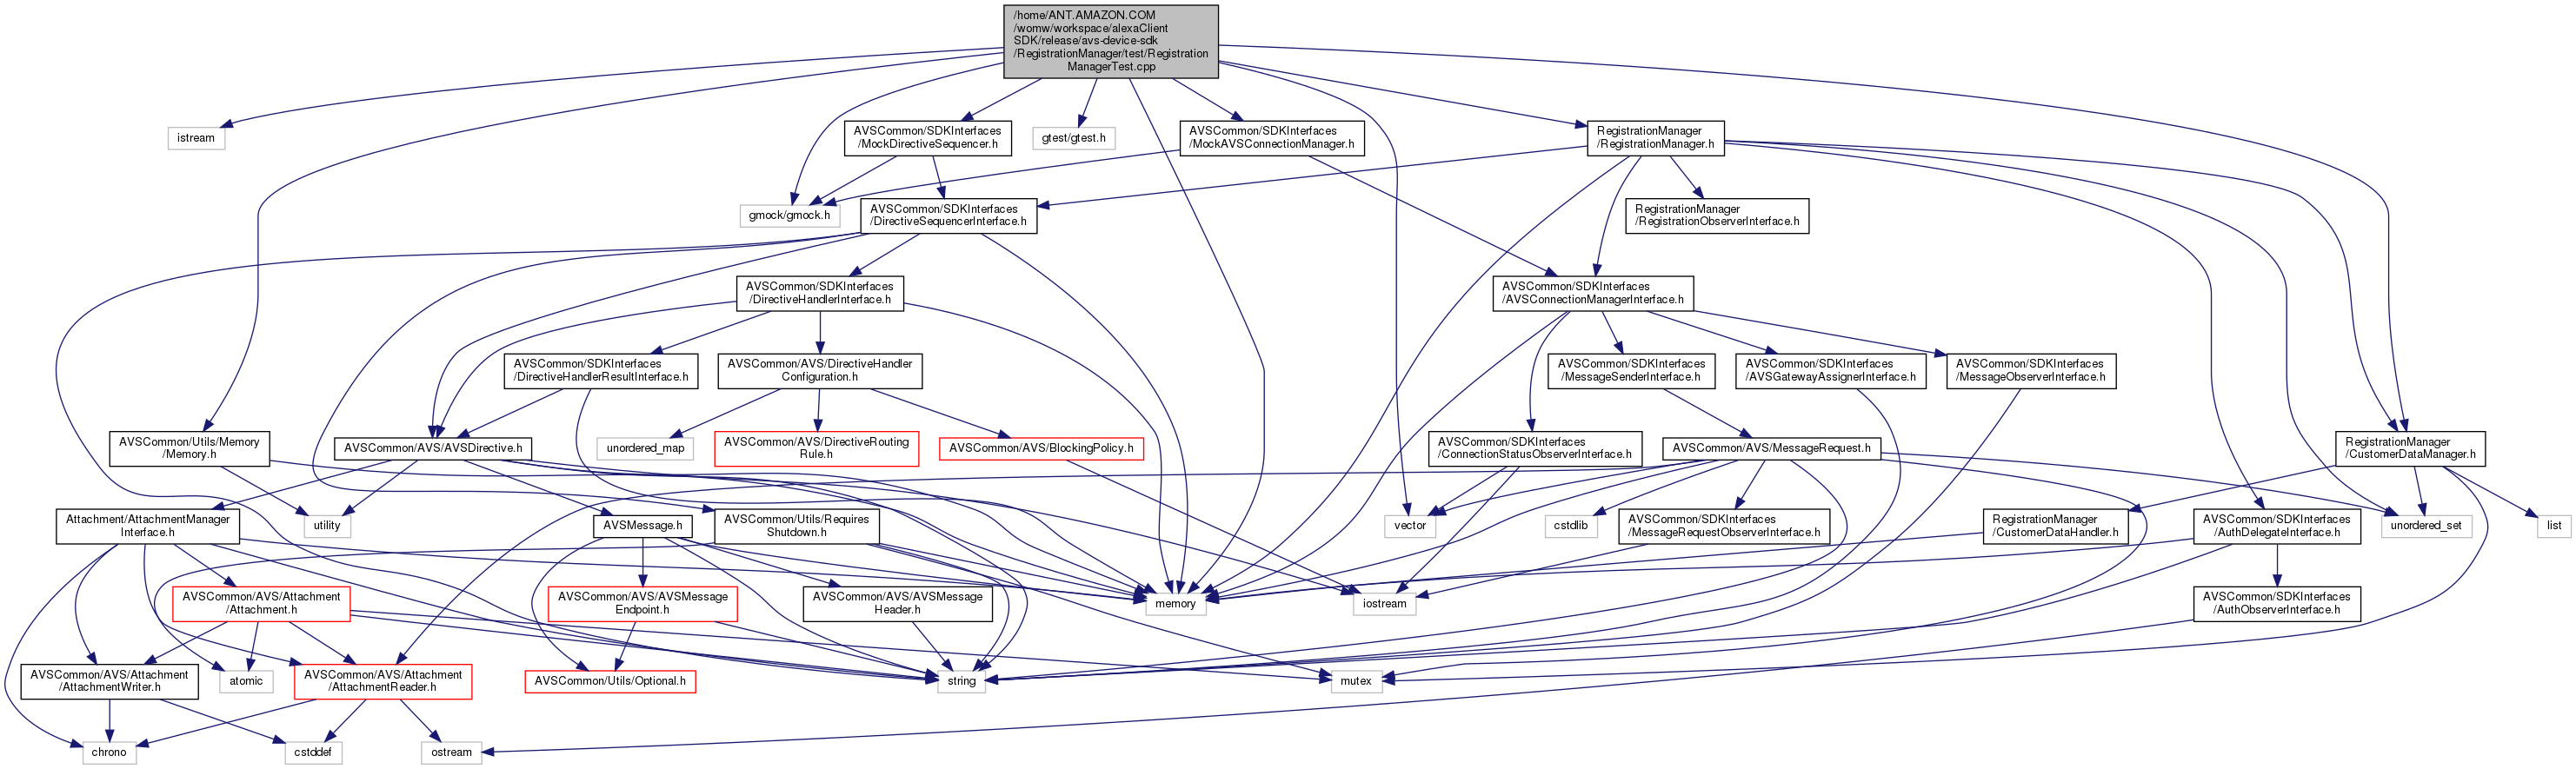 /home/ANT.AMAZON.COM
/womw/workspace/alexaClient
SDK/release/avs-device-sdk
/RegistrationManager/test/Registration
ManagerTest.cpp
istream
AVSCommon/SDKInterfaces
/MockDirectiveSequencer.h
gtest/gtest.h
AVSCommon/SDKInterfaces
/MockAVSConnectionManager.h
RegistrationManager
/RegistrationManager.h
gmock/gmock.h
AVSCommon/SDKInterfaces
/DirectiveSequencerInterface.h
RegistrationManager
/RegistrationObserverInterface.h
AVSCommon/SDKInterfaces
/DirectiveHandlerInterface.h
AVSCommon/SDKInterfaces
/AVSConnectionManagerInterface.h
AVSCommon/SDKInterfaces
/DirectiveHandlerResultInterface.h
AVSCommon/AVS/DirectiveHandler
Configuration.h
AVSCommon/SDKInterfaces
/MessageSenderInterface.h
AVSCommon/SDKInterfaces
/AVSGatewayAssignerInterface.h
AVSCommon/SDKInterfaces
/MessageObserverInterface.h
AVSCommon/Utils/Memory
/Memory.h
AVSCommon/AVS/AVSDirective.h
unordered_map
AVSCommon/AVS/DirectiveRouting
Rule.h
AVSCommon/AVS/BlockingPolicy.h
AVSCommon/SDKInterfaces
/ConnectionStatusObserverInterface.h
AVSCommon/AVS/MessageRequest.h
RegistrationManager
/CustomerDataManager.h
Attachment/AttachmentManager
Interface.h
utility
AVSMessage.h
AVSCommon/Utils/Requires
Shutdown.h
vector
cstdlib
AVSCommon/SDKInterfaces
/MessageRequestObserverInterface.h
RegistrationManager
/CustomerDataHandler.h
AVSCommon/SDKInterfaces
/AuthDelegateInterface.h
unordered_set
list
AVSCommon/AVS/Attachment
/Attachment.h
AVSCommon/AVS/AVSMessage
Endpoint.h
AVSCommon/AVS/AVSMessage
Header.h
memory
iostream
AVSCommon/SDKInterfaces
/AuthObserverInterface.h
AVSCommon/AVS/Attachment
/AttachmentWriter.h
atomic
AVSCommon/AVS/Attachment
/AttachmentReader.h
AVSCommon/Utils/Optional.h
string
mutex
chrono
cstddef
ostream